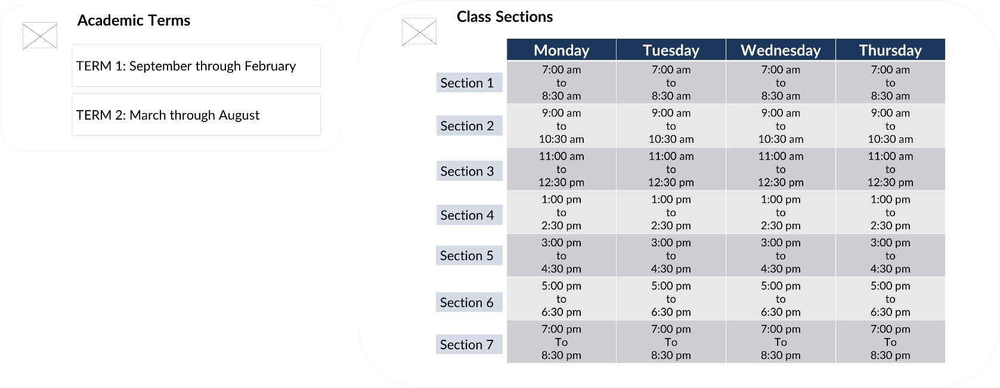 Academic Terms
TERM 1: September through February
TERM 2: March through August
Class Sections
Monday Tuesday Wednesday Thursday
Section 1
7:00 am 7:00 am 7:00 am 7:00 am
to to to to
8:30 am 8:30 am 8:30 am 8:30 am
Section 2
9:00 am 9:00 am 9:00 am 9:00 am
to to to to
10:30 am 10:30 am 10:30 am 10:30 am
Section 3
11:00 am 11:00 am 11:00 am 11:00 am
to to to to
12:30 pm 12:30 pm 12:30 pm 12:30 pm
Section 4
1:00 pm 1:00 pm 1:00 pm 1:00 pm
to to to to
2:30 pm 2:30 pm 2:30 pm 2:30 pm
Section 5
3:00 pm 3:00 pm 3:00 pm 3:00 pm
to to to to
4:30 pm 4:30 pm 4:30 pm 4:30 pm
Section 6
5:00 pm 5:00 pm 5:00 pm 5:00 pm
to to to to
6:30 pm 6:30 pm 6:30 pm 6:30 pm
Section 7
7:00 pm 7:00 pm 7:00 pm 7:00 pm
To To To To
8:30 pm 8:30 pm 8:30 pm 8:30 pm